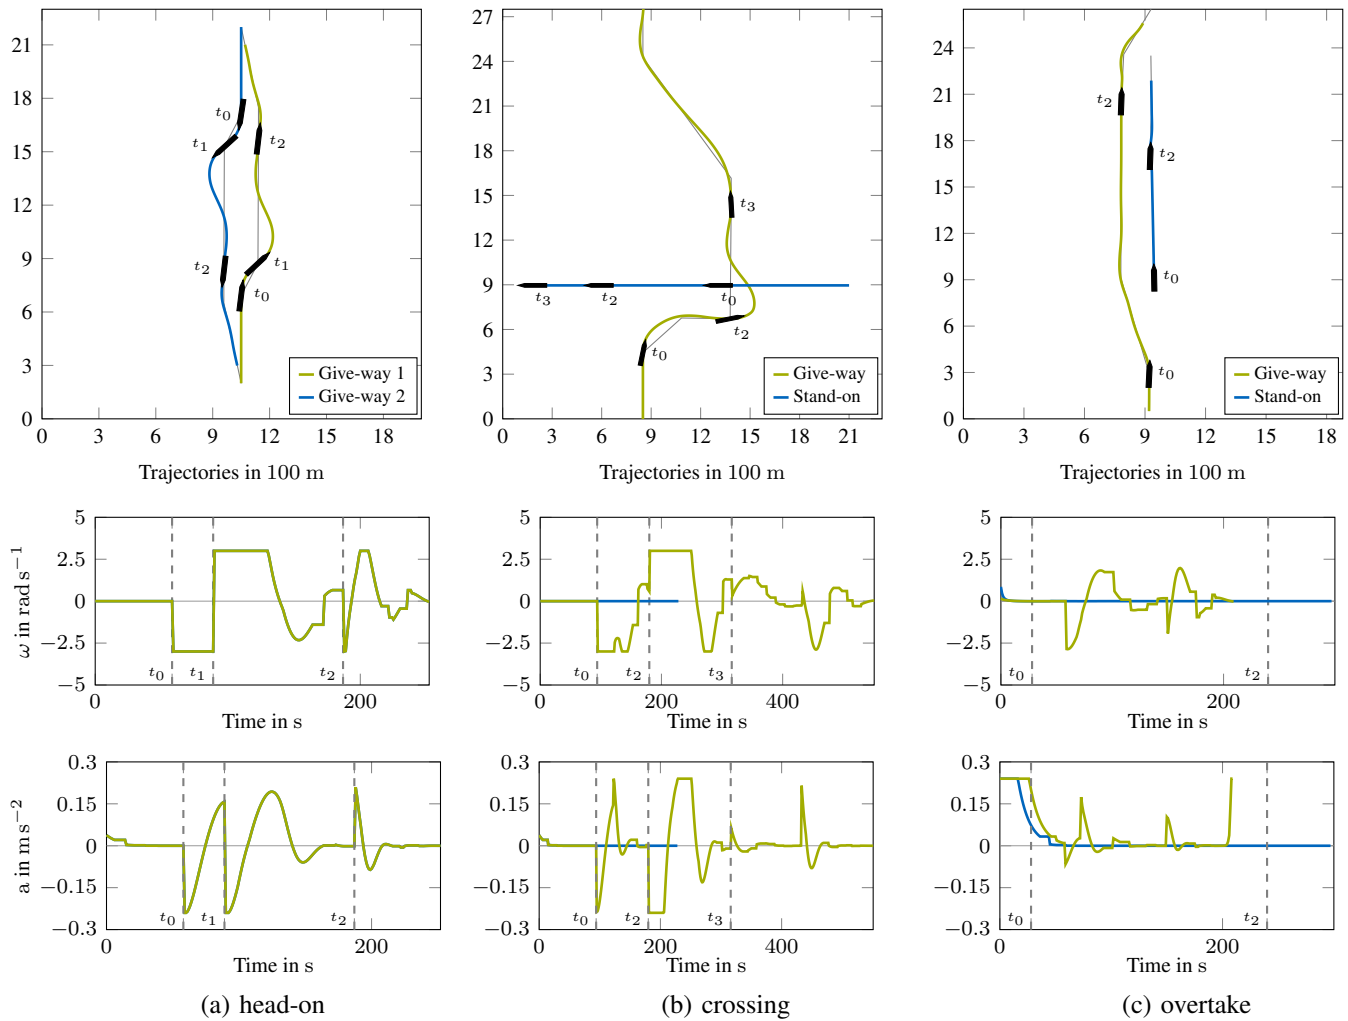 21
18
15
12
9
6
3
0
0 3 6 9 12 15 18
t0
t1
t2
t2
t1
t0
Give-way 1
Give-way 2
Trajectories in 100 m
27
24
21
18
15
12
9
6
3
0
0 3 6 9 12 15 18 21
t3
t3 t2 t0
t2
t0
Give-way
Stand-on
Trajectories in 100 m
24
21
18
15
12
9
6
3
0
0 3 6 9 12 15 18
t2
t2
t0
t0
Give-way
Stand-on
Trajectories in 100 m
ω in rad s−1
5
2.5
0
−2.5
−5
t0 t1 t2
0 200
Time in s
5
2.5
0
−2.5
−5
t0 t2 t3
0 200 400
Time in s
5
2.5
0
−2.5
−5
t0 t2
0 200
Time in s
a in m s−2
0.3
0.15
0
−0.15
−0.3
t0 t1 t2
0 200
Time in s
0.3
0.15
0
−0.15
−0.3
t0 t2 t3
0 200 400
Time in s
0.3
0.15
0
−0.15
−0.3
t0 t2
0 200
Time in s
(a) head-on
(b) crossing
(c) overtake